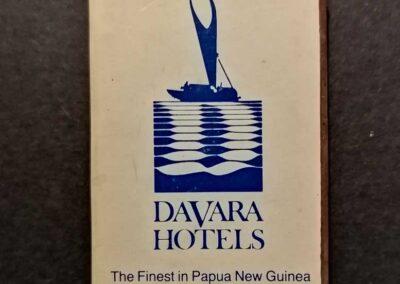 DAVARA
HOTELS
The Finest in Papua New Guinea